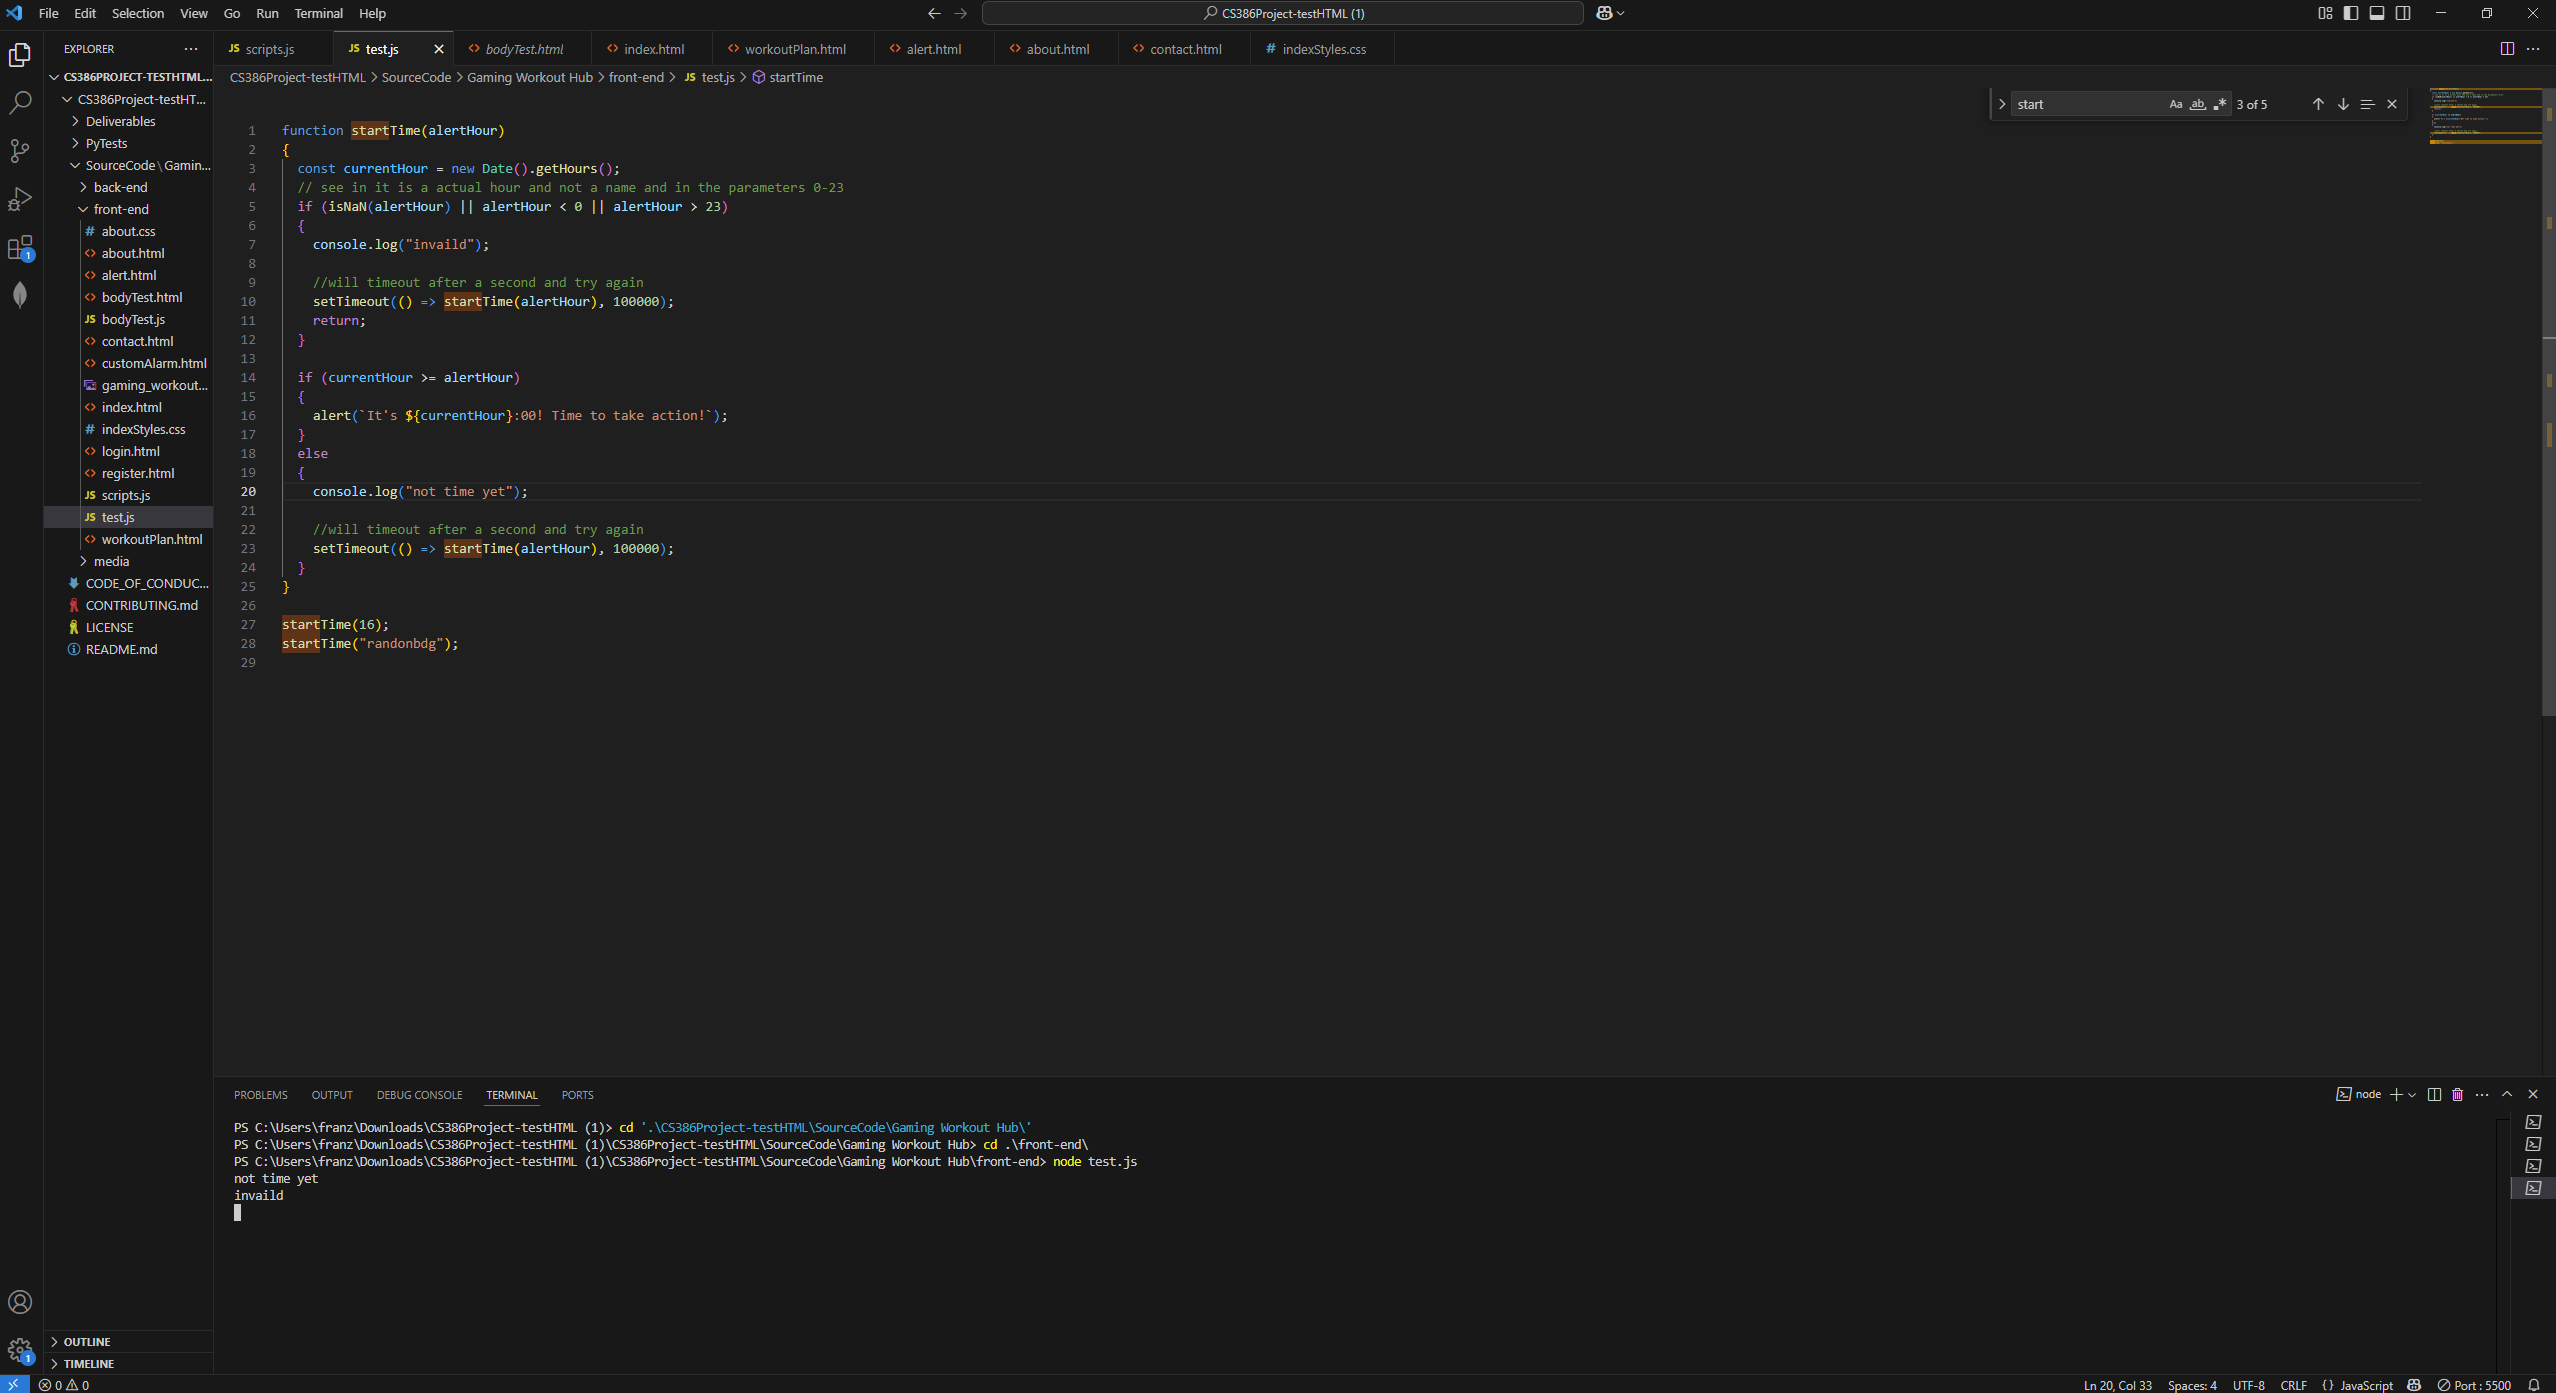 File Edit Selection View Go Run Terminal Help
CS386Project-testHTML (1)
EXPLORER
CS386PROJECT-TESTHTML...
CS386Project-testHT...
Deliverables
PyTests
SourceCode\Gamin...
back-end
front-end
about.css
about.html
alert.html
bodyTest.html
bodyTest.js
contact.html
customAlarm.html
gaming_workout...
index.html
indexStyles.css
login.html
register.html
scripts.js
test.js
workoutPlan.html
media
CODE_OF_CONDUC...
CONTRIBUTING.md
LICENSE
README.md
OUTLINE
TIMELINE
scripts.js test.js bodyTest.html index.html workoutPlan.html alert.html about.html contact.html indexStyles.css
CS386Project-testHTML > SourceCode > Gaming Workout Hub > front-end > test.js > startTime
start Aa ab 3 of 5
1 function startTime(alertHour)
2 {
3 const currentHour = new Date().getHours();
4 // see in it is a actual hour and not a name and in the parameters 0-23
5 if (isNaN(alertHour) || alertHour < 0 || alertHour > 23)
6 {
7 console.log("invaild");
8
9 //will timeout after a second and try again
10 setTimeout(() => startTime(alertHour), 100000);
11 return;
12 }
13
14 if (currentHour >= alertHour)
15 {
16 alert(`It's ${currentHour}:00! Time to take action!`);
17 }
18 else
19 {
20 console.log("not time yet");
21
22 //will timeout after a second and try again
23 setTimeout(() => startTime(alertHour), 100000);
24 }
25 }
26
27 startTime(16);
28 startTime("randonbdg");
29
PROBLEMS OUTPUT DEBUG CONSOLE TERMINAL PORTS
node
PS C:\Users\franz\Downloads\CS386Project-testHTML (1)> cd '.\CS386Project-testHTML\SourceCode\Gaming Workout Hub\'
PS C:\Users\franz\Downloads\CS386Project-testHTML (1)\CS386Project-testHTML\SourceCode\Gaming Workout Hub> cd .\front-end\
PS C:\Users\franz\Downloads\CS386Project-testHTML (1)\CS386Project-testHTML\SourceCode\Gaming Workout Hub\front-end> node test.js
not time yet
invaild
0 0
Ln 20, Col 33 Spaces: 4 UTF-8 CRLF {} JavaScript Port : 5500